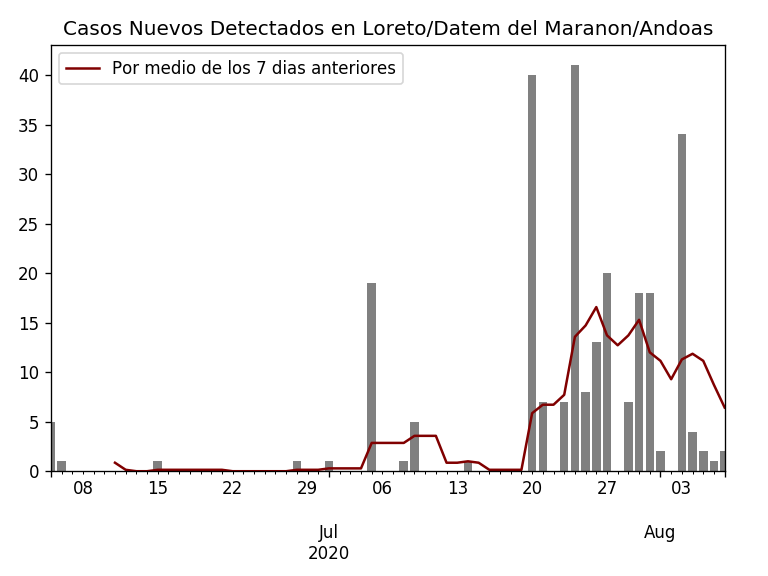 Casos Nuevos Detectados en Loreto/Datem del Maranon/Andoas
Por medio de los 7 dias anteriores
40
35
30
25
20
15
10
5
0
08 15 22 29 06 13 20 27 03
Jul Aug
2020